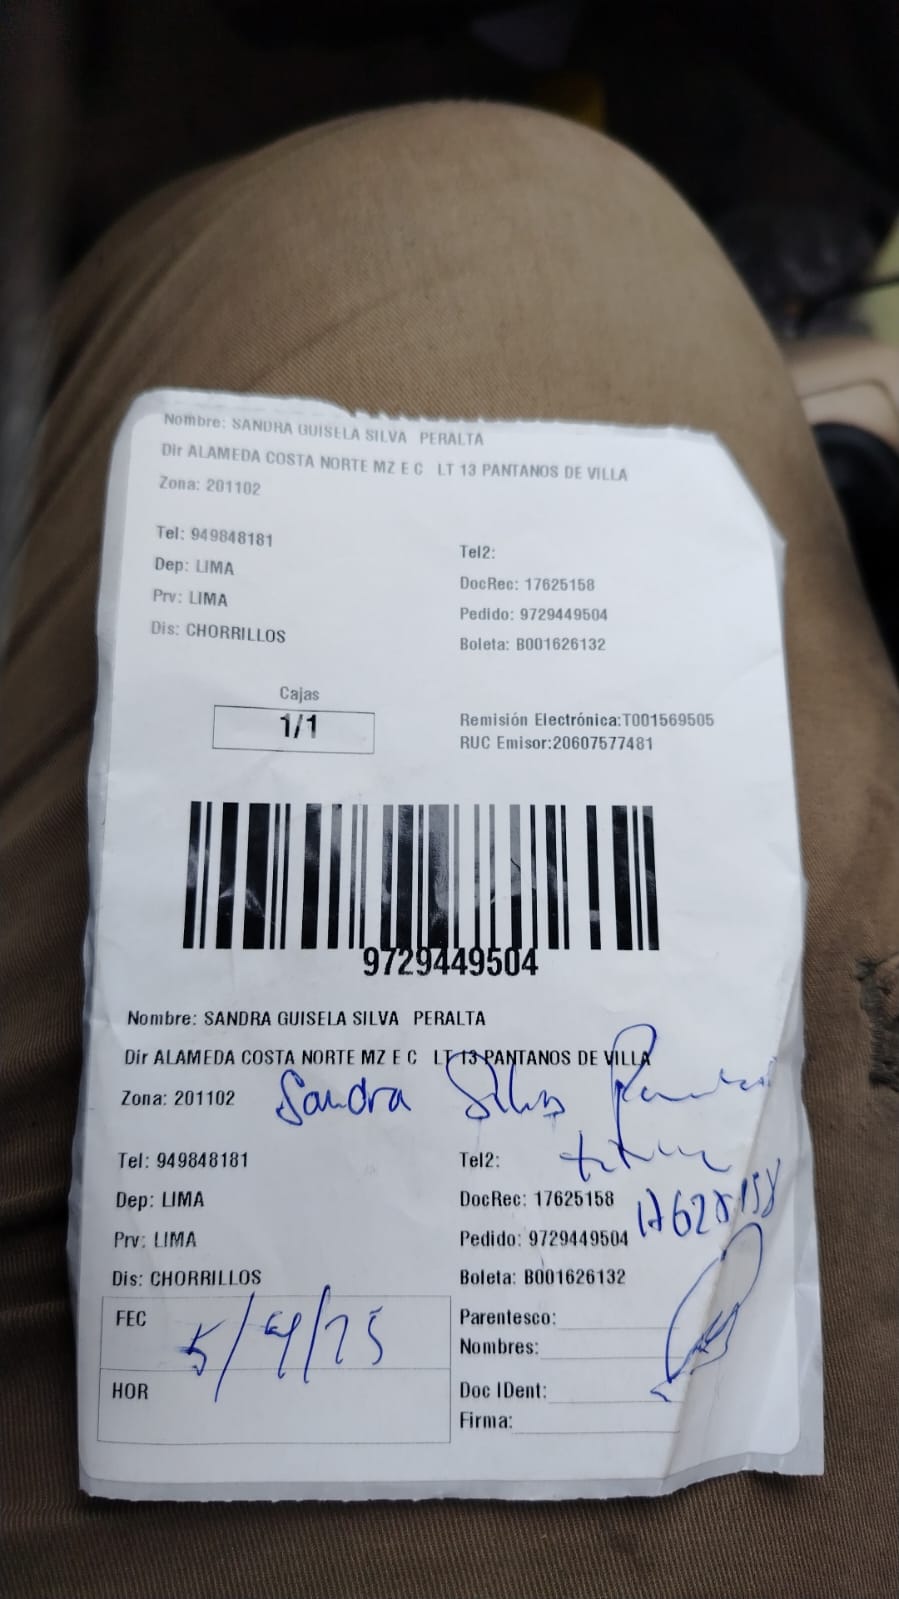 Nombre: SANDRA GUISELA SILVA PERALTA
Dir ALAMEDA COSTA NORTE MZ E C LT 13 PANTANOS DE VILLA
Zona: 201102
Tel: 949848181
Tel2:
Dep: LIMA
DocRec: 17625158
Prv: LIMA
Pedido: 9729449504
Dis: CHORRILLOS
Boleta: B001626132
Cajas
1/1
Remisión Electrónica:T001569505
RUC Emisor:20607577481
9729449504
Nombre: SANDRA GUISELA SILVA PERALTA
Dir ALAMEDA COSTA NORTE MZ E C LT 13 PANTANOS DE VILLA
Zona: 201102
Sandra Silva
Tel: 949848181
Tel2:
Dep: LIMA
DocRec: 17625158
Prv: LIMA
Pedido: 9729449504
Dis: CHORRILLOS
Boleta: B001626132
FEC
Parentesco:
Nombres:
HOR
Doc IDent:
Firma: